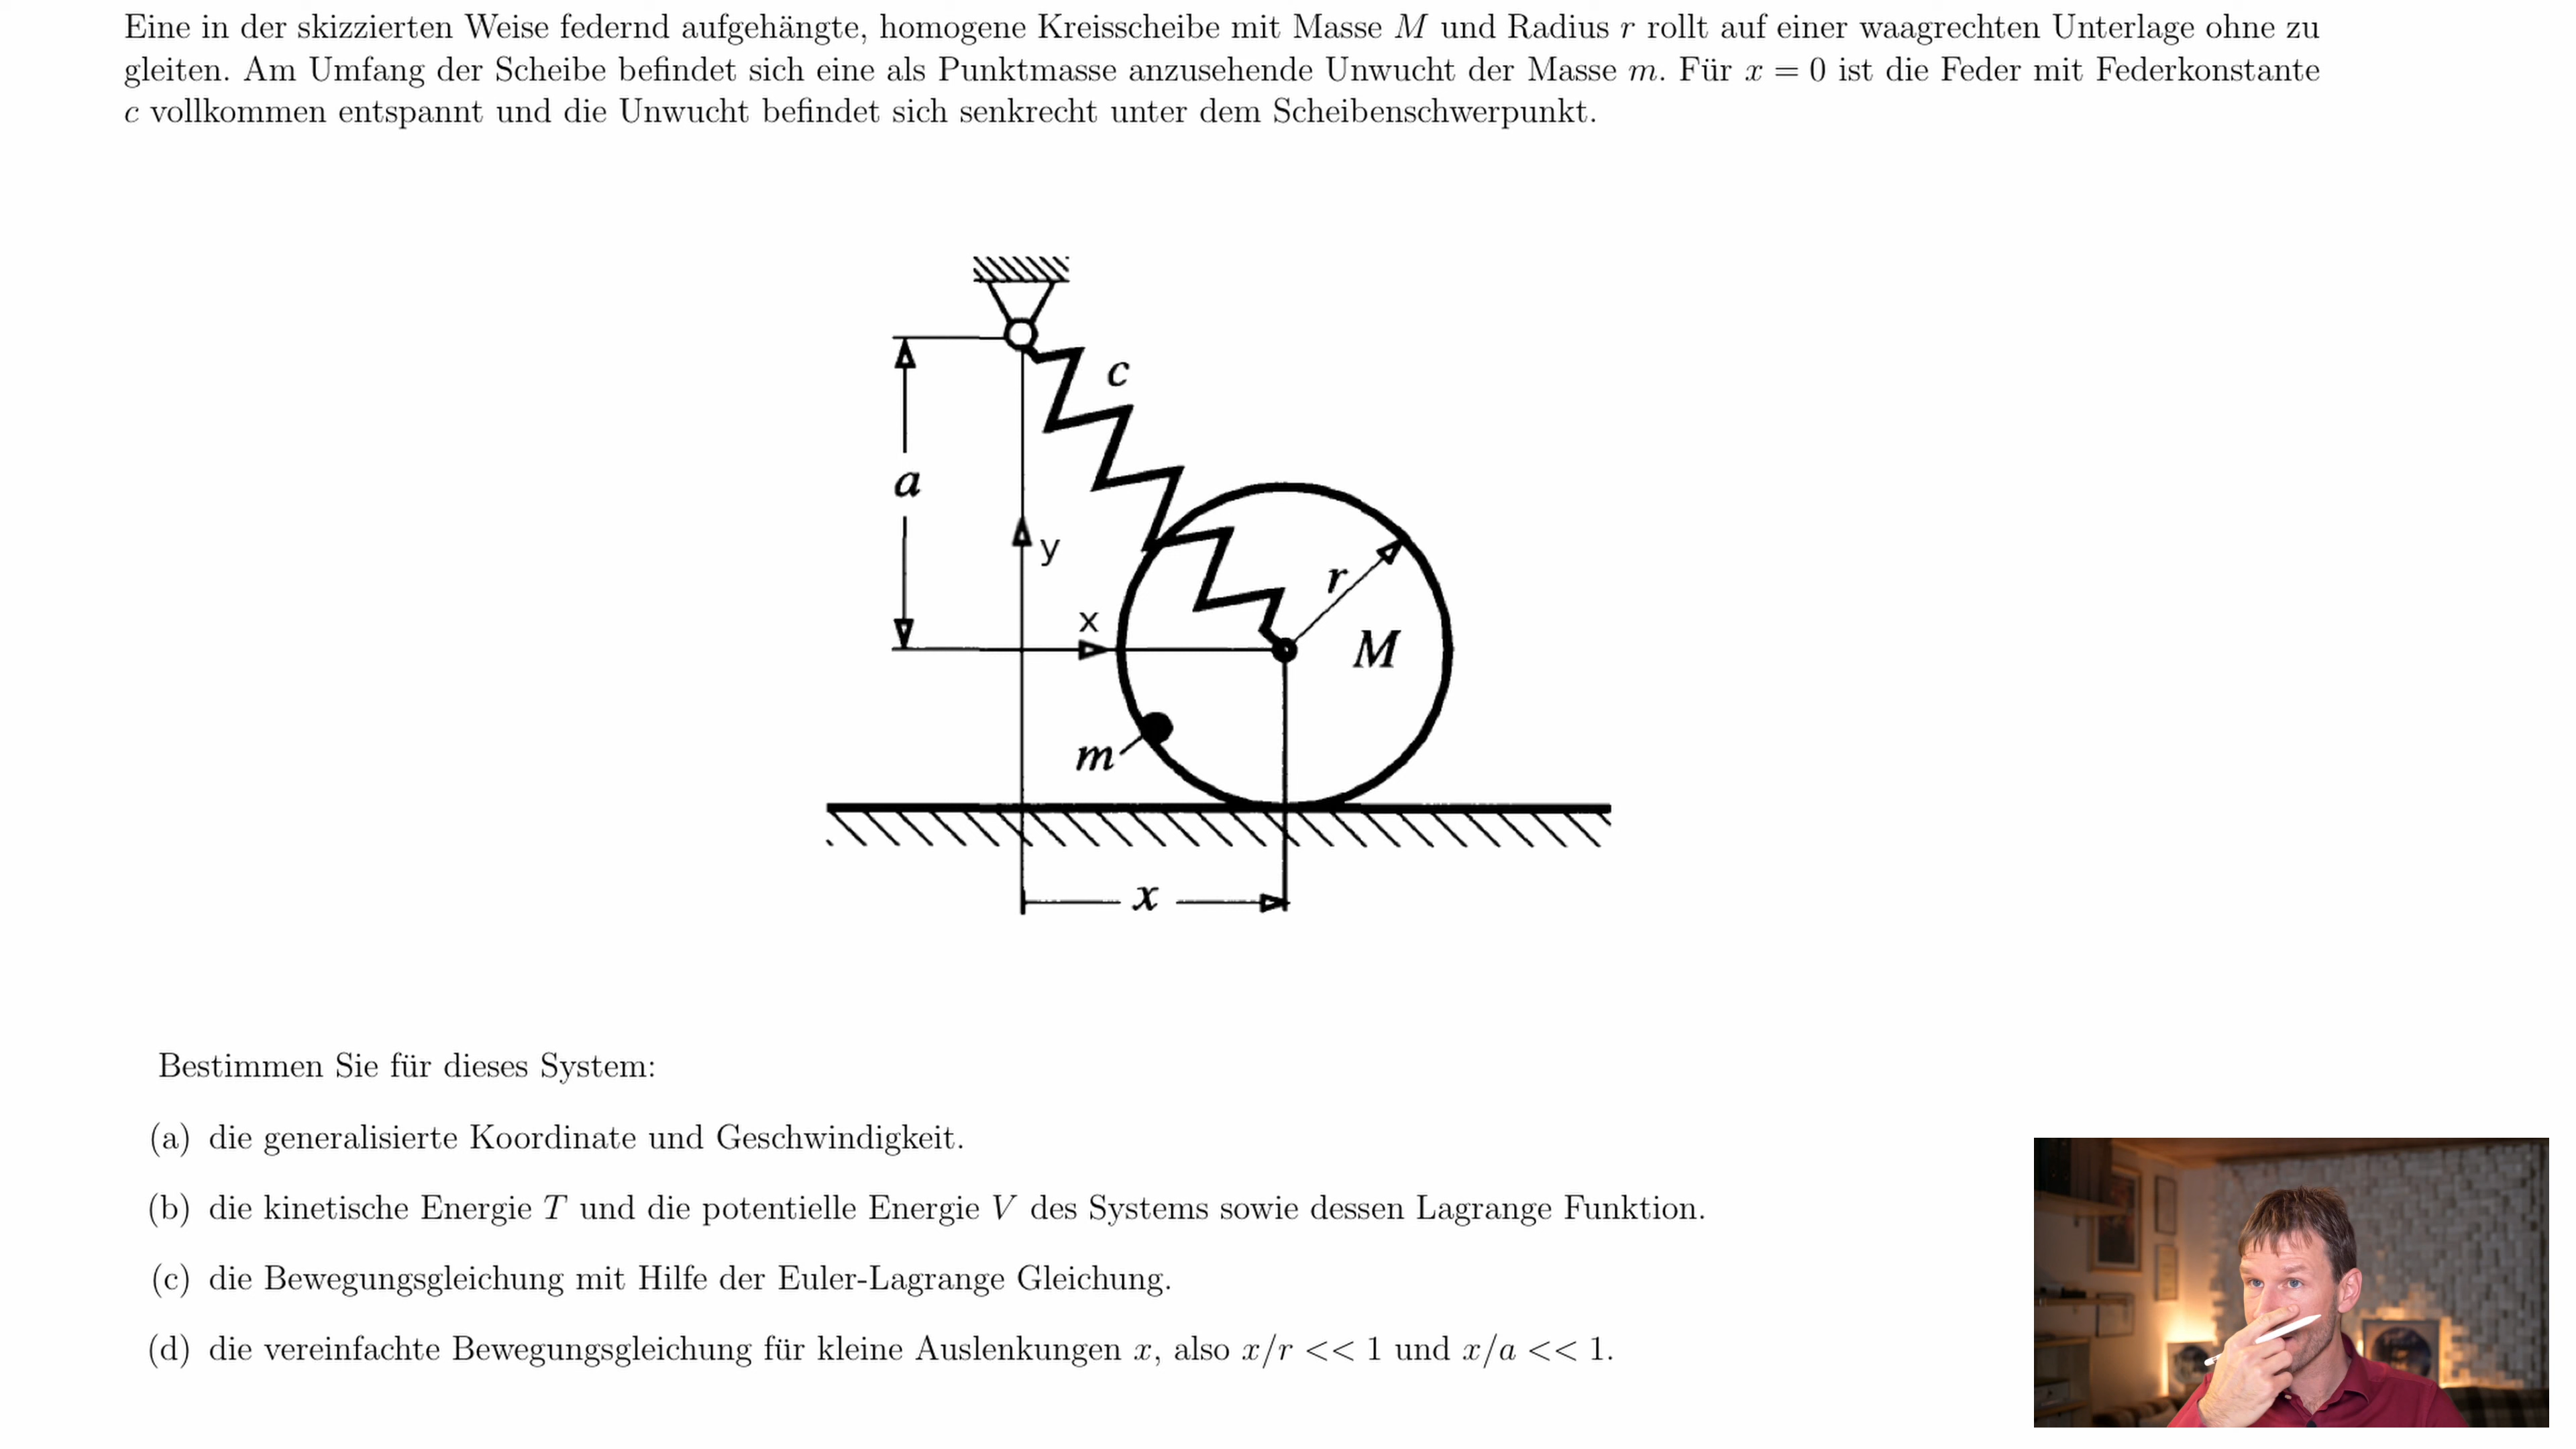 Eine in der skizzierten Weise federnd aufgehängte, homogene Kreisscheibe mit Masse M und Radius r rollt auf einer waagrechten Unterlage ohne zu
gleiten. Am Umfang der Scheibe befindet sich eine als Punktmasse anzusehende Unwucht der Masse m. Für x = 0 ist die Feder mit Federkonstante
c vollkommen entspannt und die Unwucht befindet sich senkrecht unter dem Scheibenschwerpunkt.
c
a
y
r
x
M
m
x
Bestimmen Sie für dieses System:
(a) die generalisierte Koordinate und Geschwindigkeit.
(b) die kinetische Energie T und die potentielle Energie V des Systems sowie dessen Lagrange Funktion.
(c) die Bewegungsgleichung mit Hilfe der Euler-Lagrange Gleichung.
(d) die vereinfachte Bewegungsgleichung für kleine Auslenkungen x, also x/r << 1 und x/a << 1.